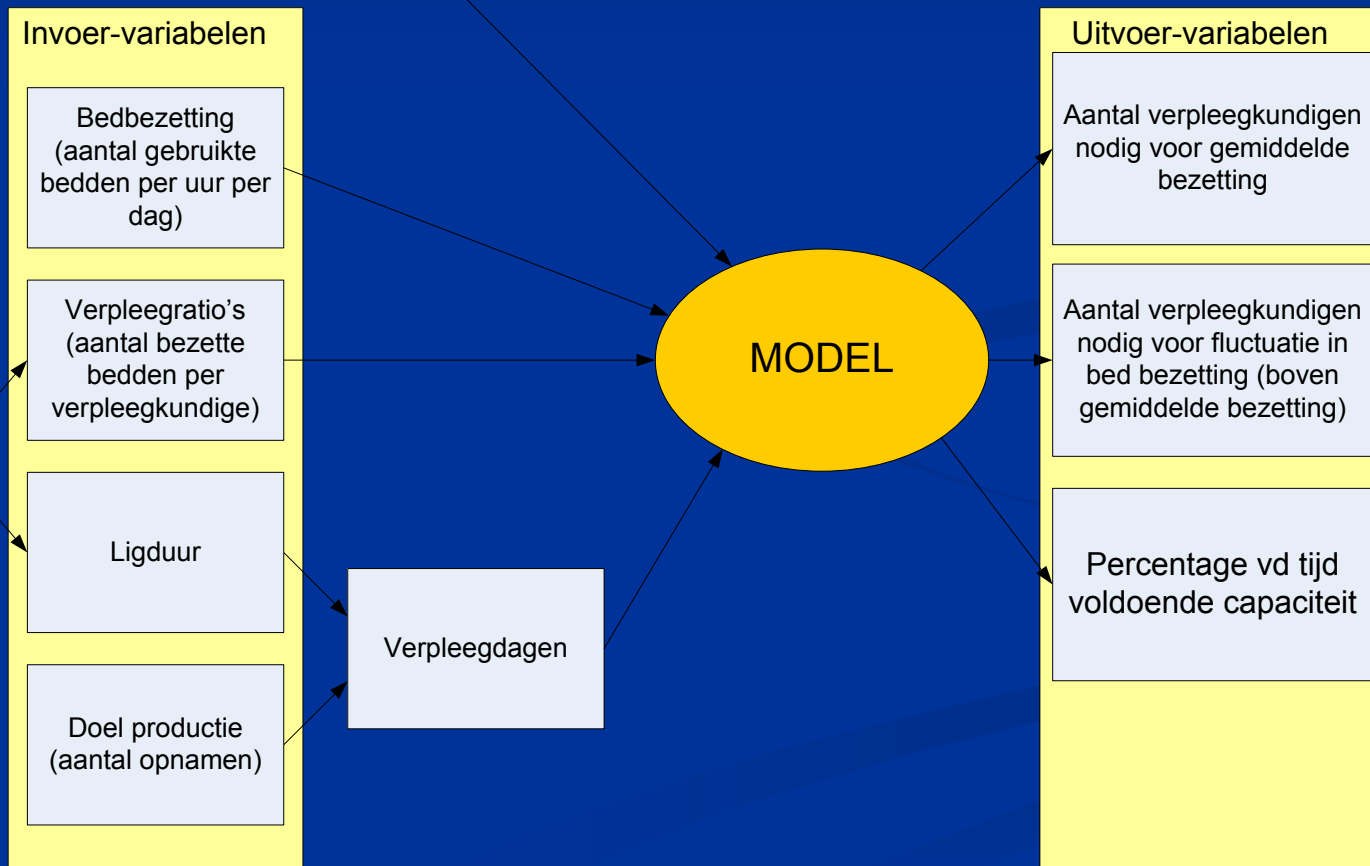 Invoer-variabelen
Bedbezetting
(aantal gebruikte
bedden per uur per
dag)
Verpleegratio's
(aantal bezette
bedden per
verpleegkundige)
Ligduur
Doel productie
(aantal opnamen)
Verpleegdagen
MODEL
Uitvoer-variabelen
Aantal verpleegkundigen
nodig voor gemiddelde
bezetting
Aantal verpleegkundigen
nodig voor fluctuatie in
bed bezetting (boven
gemiddelde bezetting)
Percentage vd tijd
voldoende capaciteit